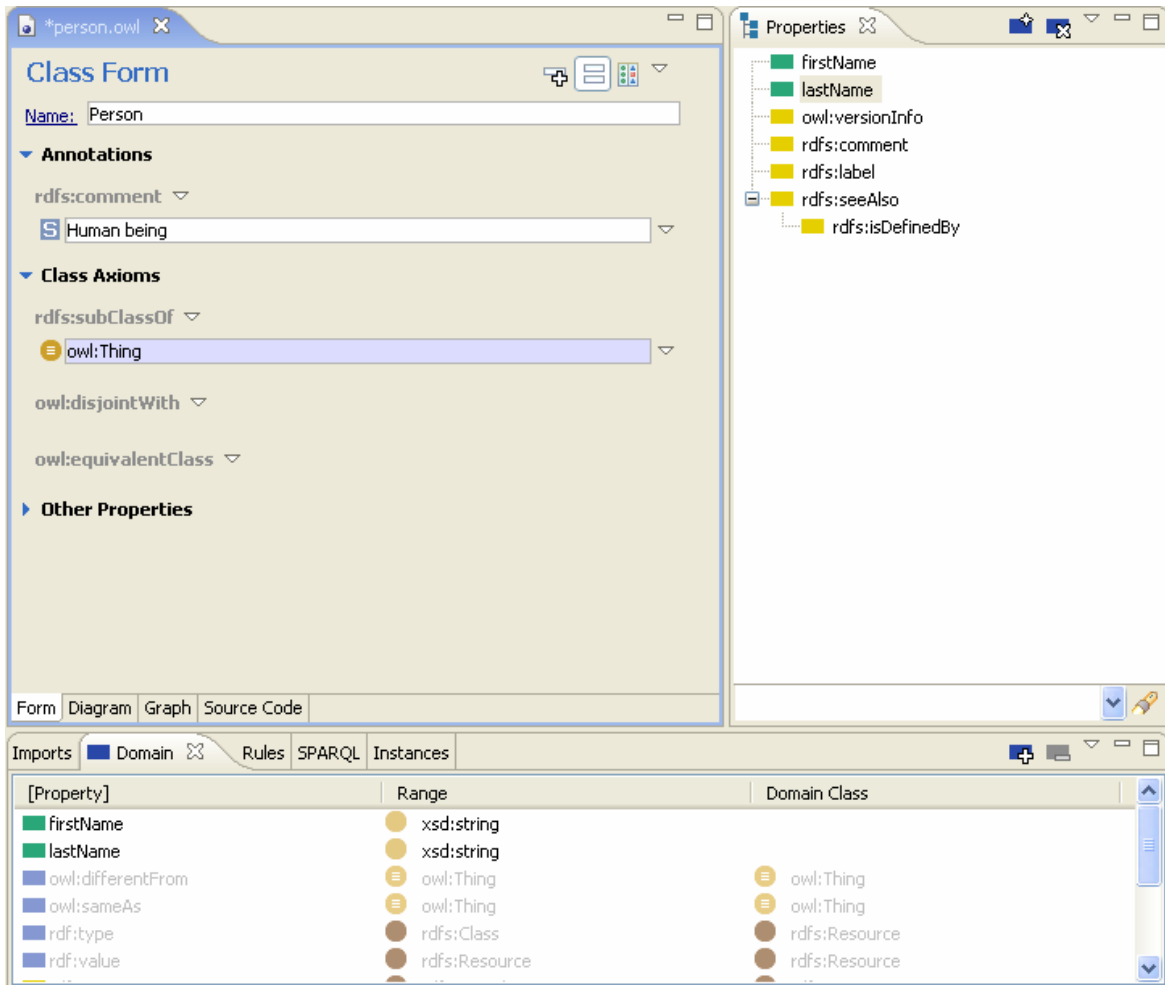 *person.owl
Class Form
Name: Person
Annotations
rdfs:comment
S Human being
Class Axioms
rdfs:subClassOf
owl:Thing
owl:disjointWith
owl:equivalentClass
Other Properties
Form Diagram Graph Source Code
Properties
firstName
lastName
owl:versionInfo
rdfs:comment
rdfs:label
rdfs:seeAlso
rdfs:isDefinedBy
Imports Domain Rules SPARQL Instances
[Property] Range Domain Class
firstName xsd:string
lastName xsd:string
owl:differentFrom owl:Thing owl:Thing
owl:sameAs owl:Thing owl:Thing
rdf:type rdfs:Class rdfs:Resource
rdf:value rdfs:Resource rdfs:Resource